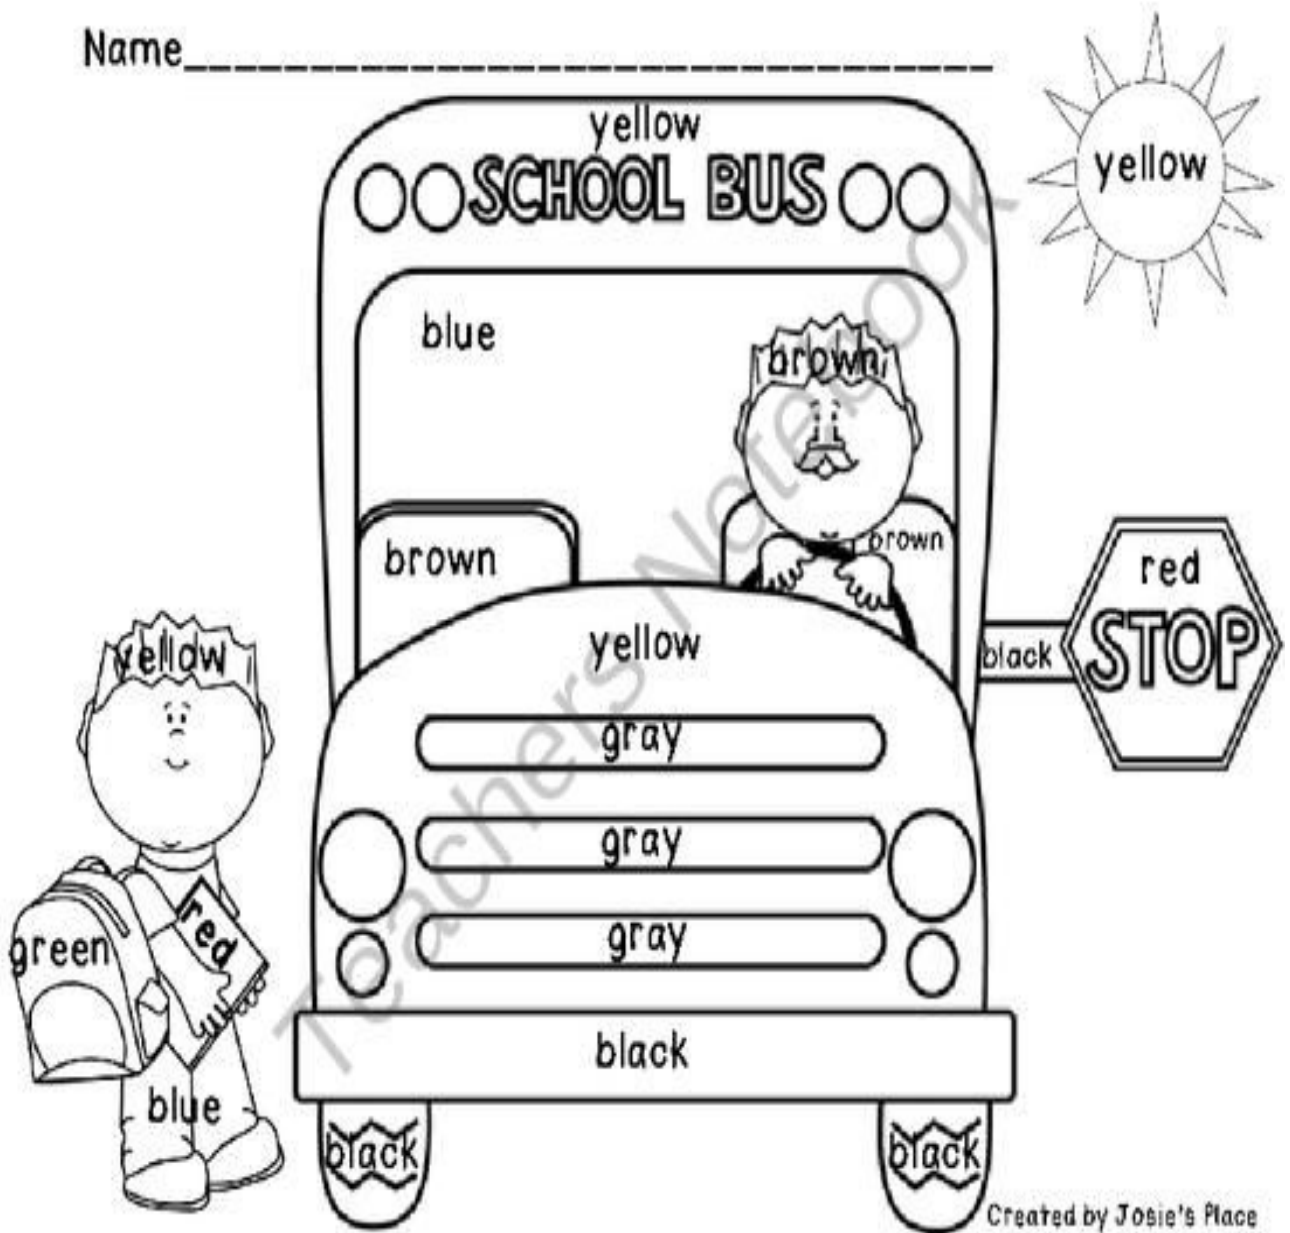 Name________________________________
yellow
SCHOOL BUS
yellow
blue
brown
brown
brown
red
STOP
black
yellow
yellow
gray
gray
gray
green
red
blue
black
black
black
Teachers Notebook
Created by Josie's Place